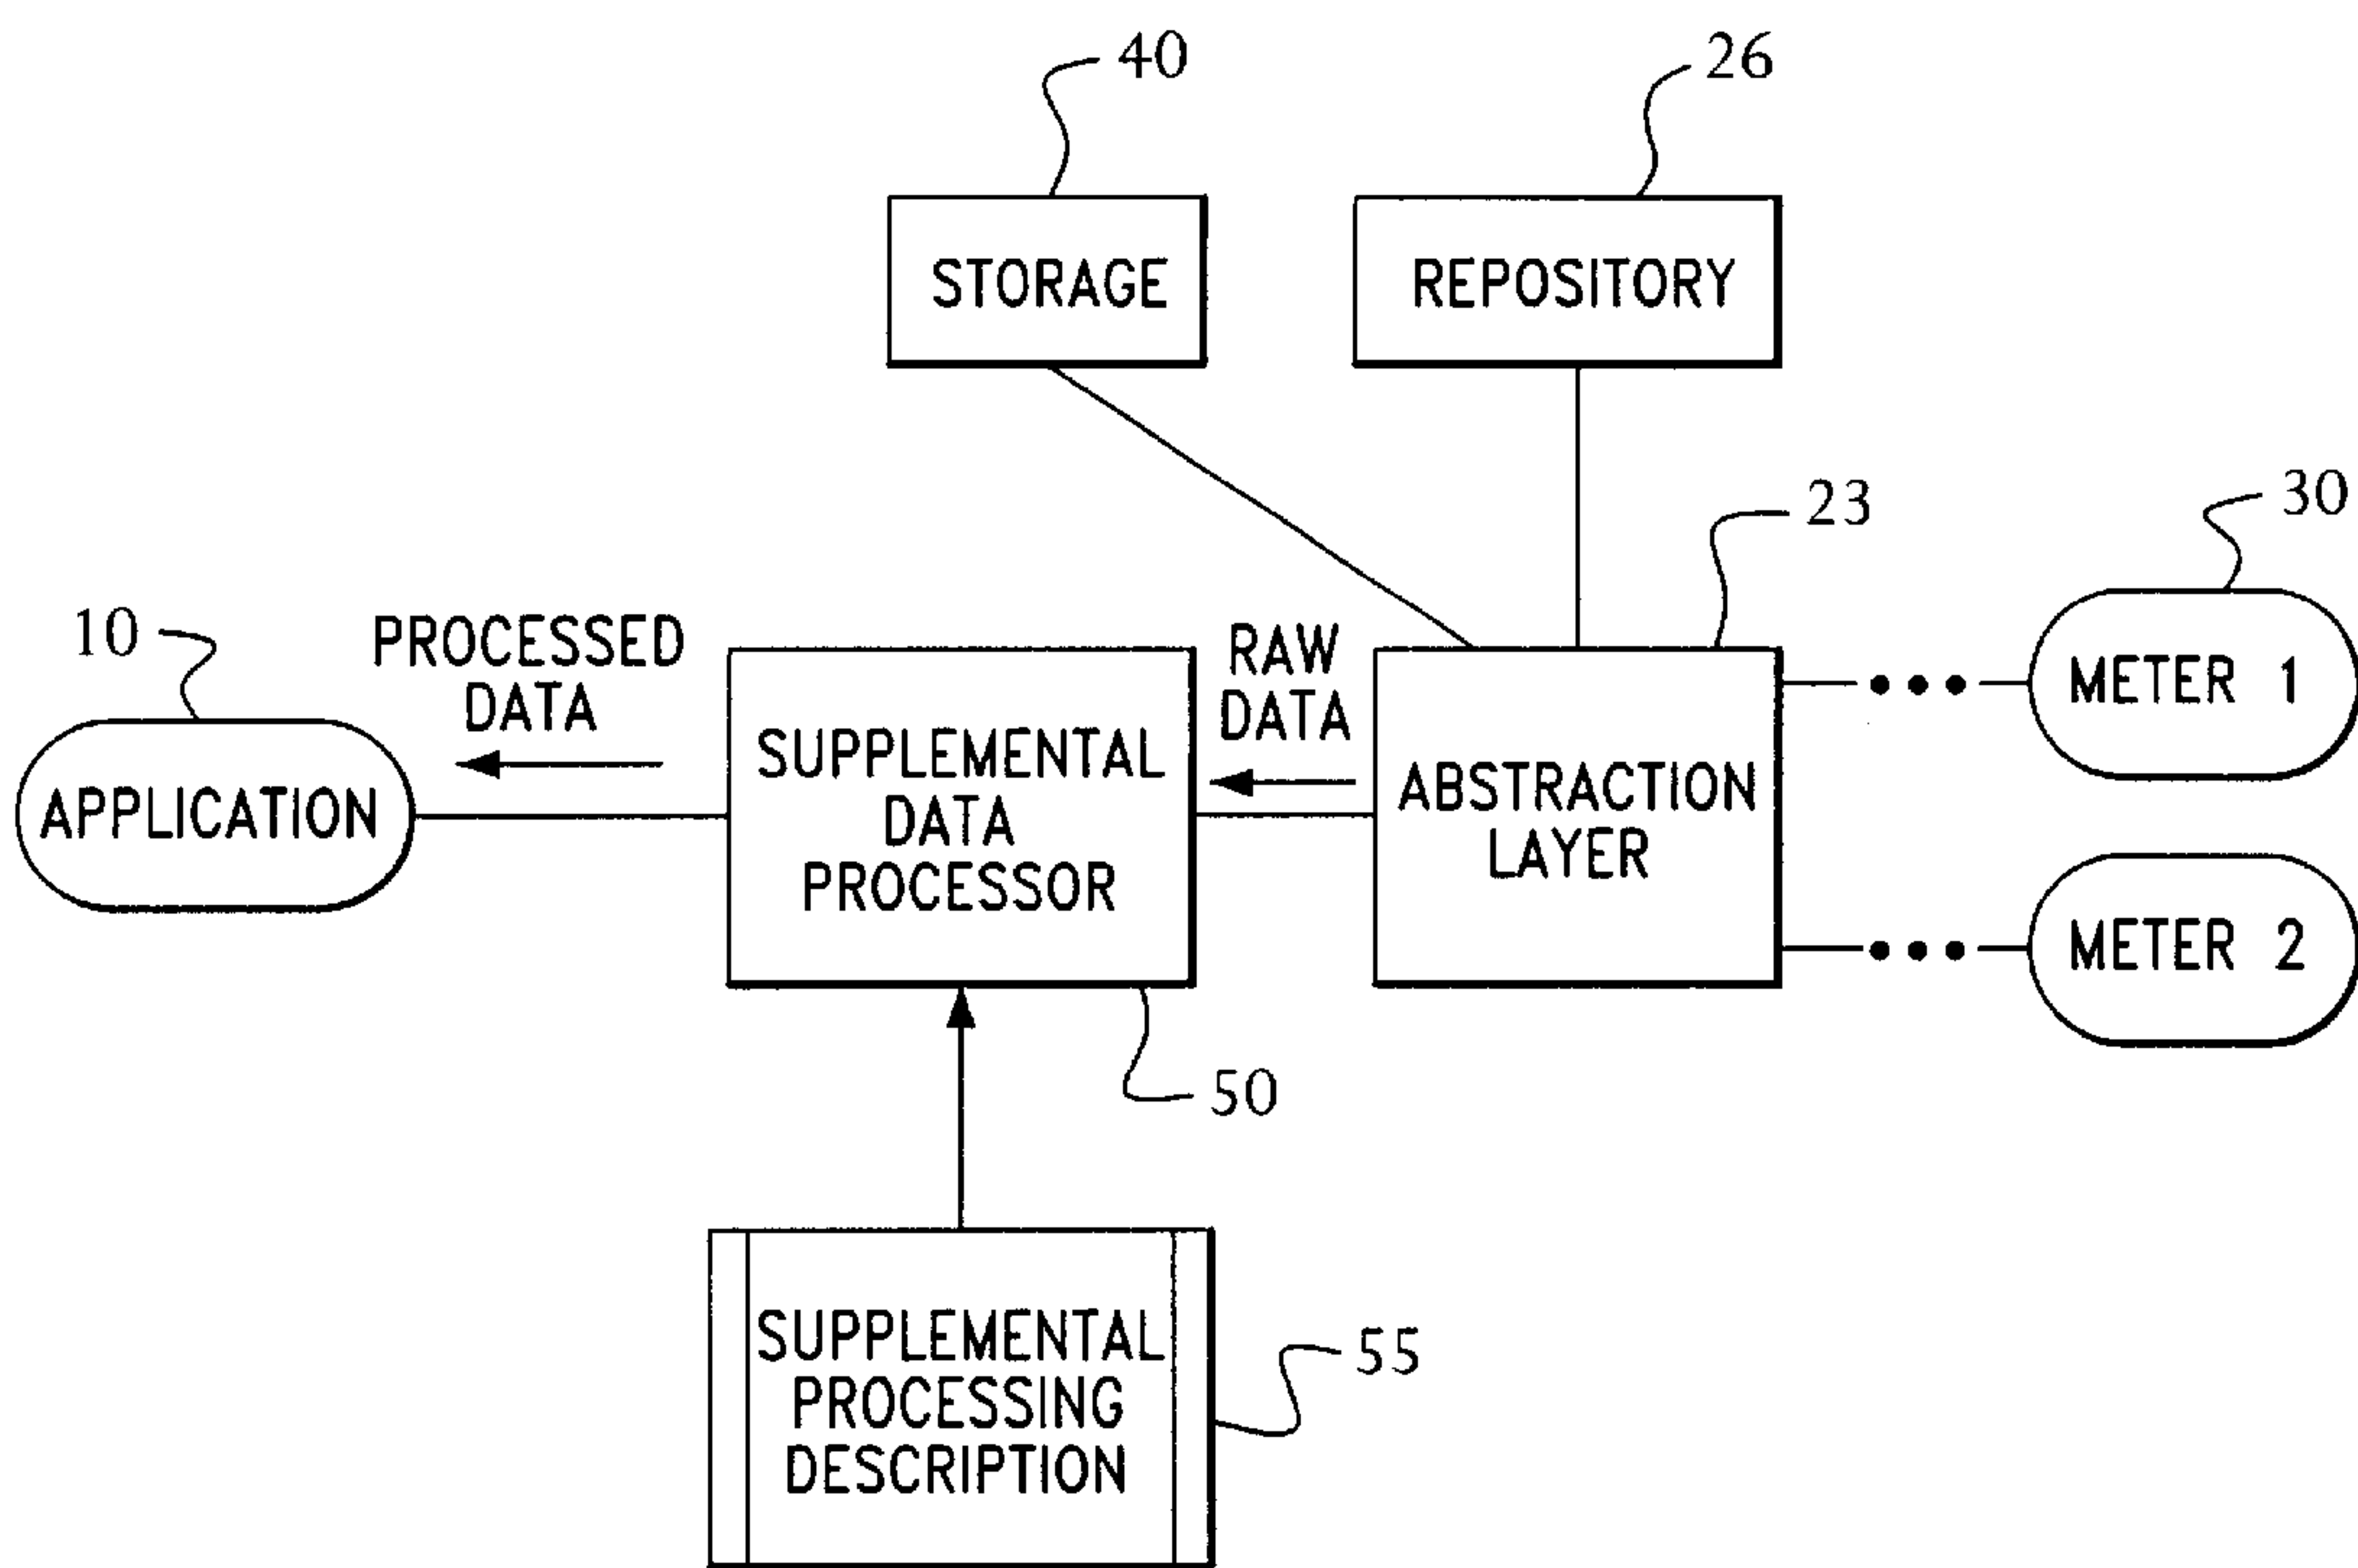 40
26
STORAGE
REPOSITORY
23
30
10
PROCESSED
DATA
RAW
DATA
METER 1
APPLICATION
SUPPLEMENTAL
DATA
PROCESSOR
ABSTRACTION
LAYER
METER 2
50
SUPPLEMENTAL
PROCESSING
DESCRIPTION
55